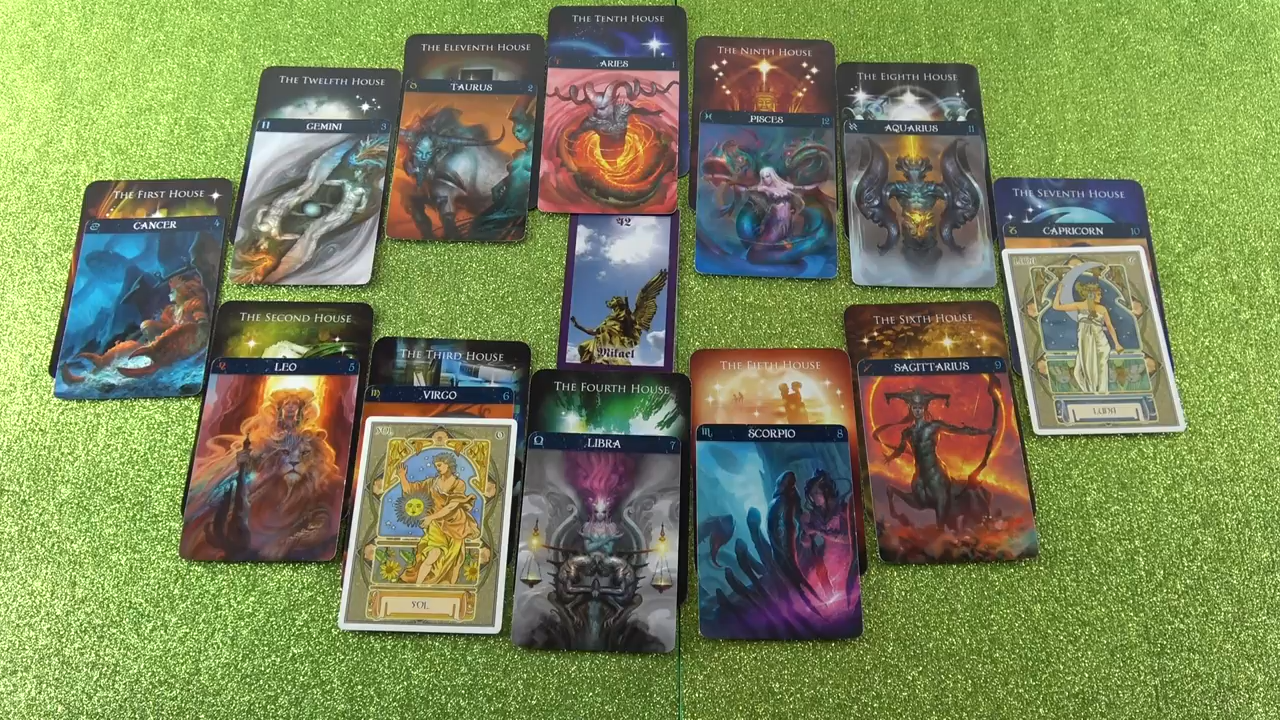 THE TENTH HOUSE
ARIES 1
THE ELEVENTH HOUSE
TAURUS 2
THE NINTH HOUSE
PISCES 12
THE TWELFTH HOUSE
GEMINI 3
THE EIGHTH HOUSE
AQUARIUS 11
THE FIRST HOUSE
CANCER 4
THE SEVENTH HOUSE
CAPRICORN 10
LUNA
42
Mikael
THE SECOND HOUSE
LEO 5
THE THIRD HOUSE
VIRGO 6
SOL
SOL
THE FOURTH HOUSE
LIBRA 7
THE FIFTH HOUSE
SCORPIO 8
THE SIXTH HOUSE
SAGITTARIUS 9